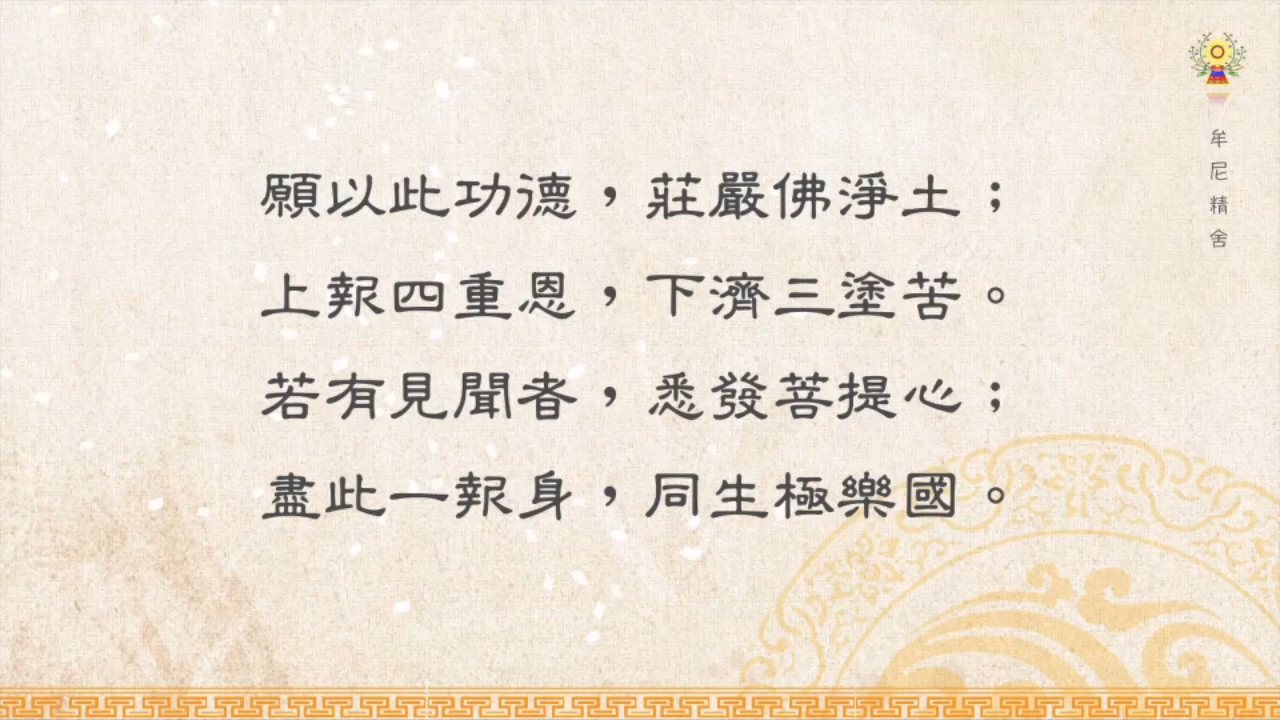 願以此功德，莊嚴佛淨土；
上報四重恩，下濟三塗苦。
若有見聞者，悉發菩提心；
盡此一報身，同生極樂國。
牟尼精舍